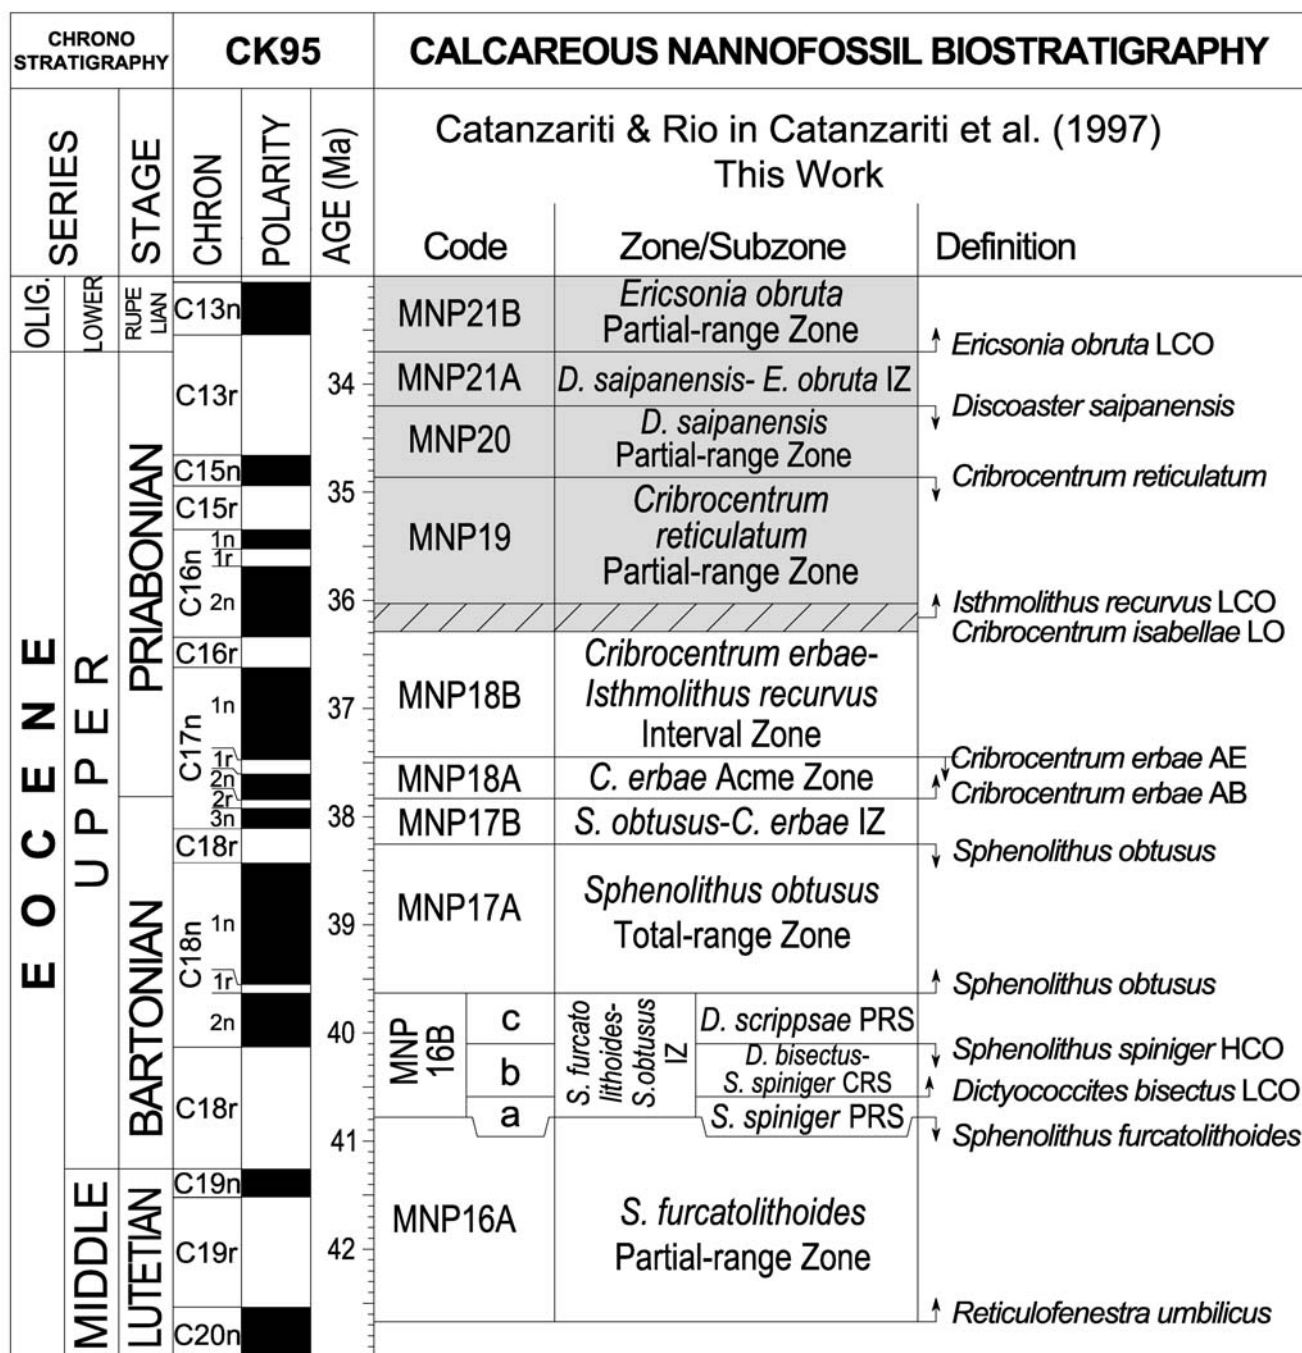 CHRONO
STRATIGRAPHY
CK95
CALCAREOUS NANNOFOSSIL BIOSTRATIGRAPHY
SERIES
STAGE
CHRON
POLARITY
AGE (Ma)
Catanzariti & Rio in Catanzariti et al. (1997)
This Work
Code
Zone/Subzone
Definition
OLIG.
LOWER
RUPE
LIAN
EOCENE
UPPER
MIDDLE
PRIABONIAN
BARTONIAN
LUTETIAN
C13n
C13r
C15n
C15r
C16n
1n
1r
2n
C16r
C17n
1n
1r
2n
2r
3n
C18r
C18n
1n
1r
2n
C18r
C19n
C19r
C20n
34
35
36
37
38
39
40
41
42
MNP21B
Ericsonia obruta
Partial-range Zone
Ericsonia obruta LCO
MNP21A
D. saipanensis- E. obruta IZ
Discoaster saipanensis
MNP20
D. saipanensis
Partial-range Zone
Cribrocentrum reticulatum
MNP19
Cribrocentrum
reticulatum
Partial-range Zone
Isthmolithus recurvus LCO
Cribrocentrum isabellae LO
MNP18B
Cribrocentrum erbae-
Isthmolithus recurvus
Interval Zone
Cribrocentrum erbae AE
MNP18A
C. erbae Acme Zone
Cribrocentrum erbae AB
MNP17B
S. obtusus-C. erbae IZ
Sphenolithus obtusus
MNP17A
Sphenolithus obtusus
Total-range Zone
Sphenolithus obtusus
MNP
16B
c
b
a
S. furcato
lithoides-
S.obtusus
IZ
D. scrippsae PRS
Sphenolithus spiniger HCO
D. bisectus-
S. spiniger CRS
Dictyococcites bisectus LCO
S. spiniger PRS
Sphenolithus furcatolithoides
MNP16A
S. furcatolithoides
Partial-range Zone
Reticulofenestra umbilicus